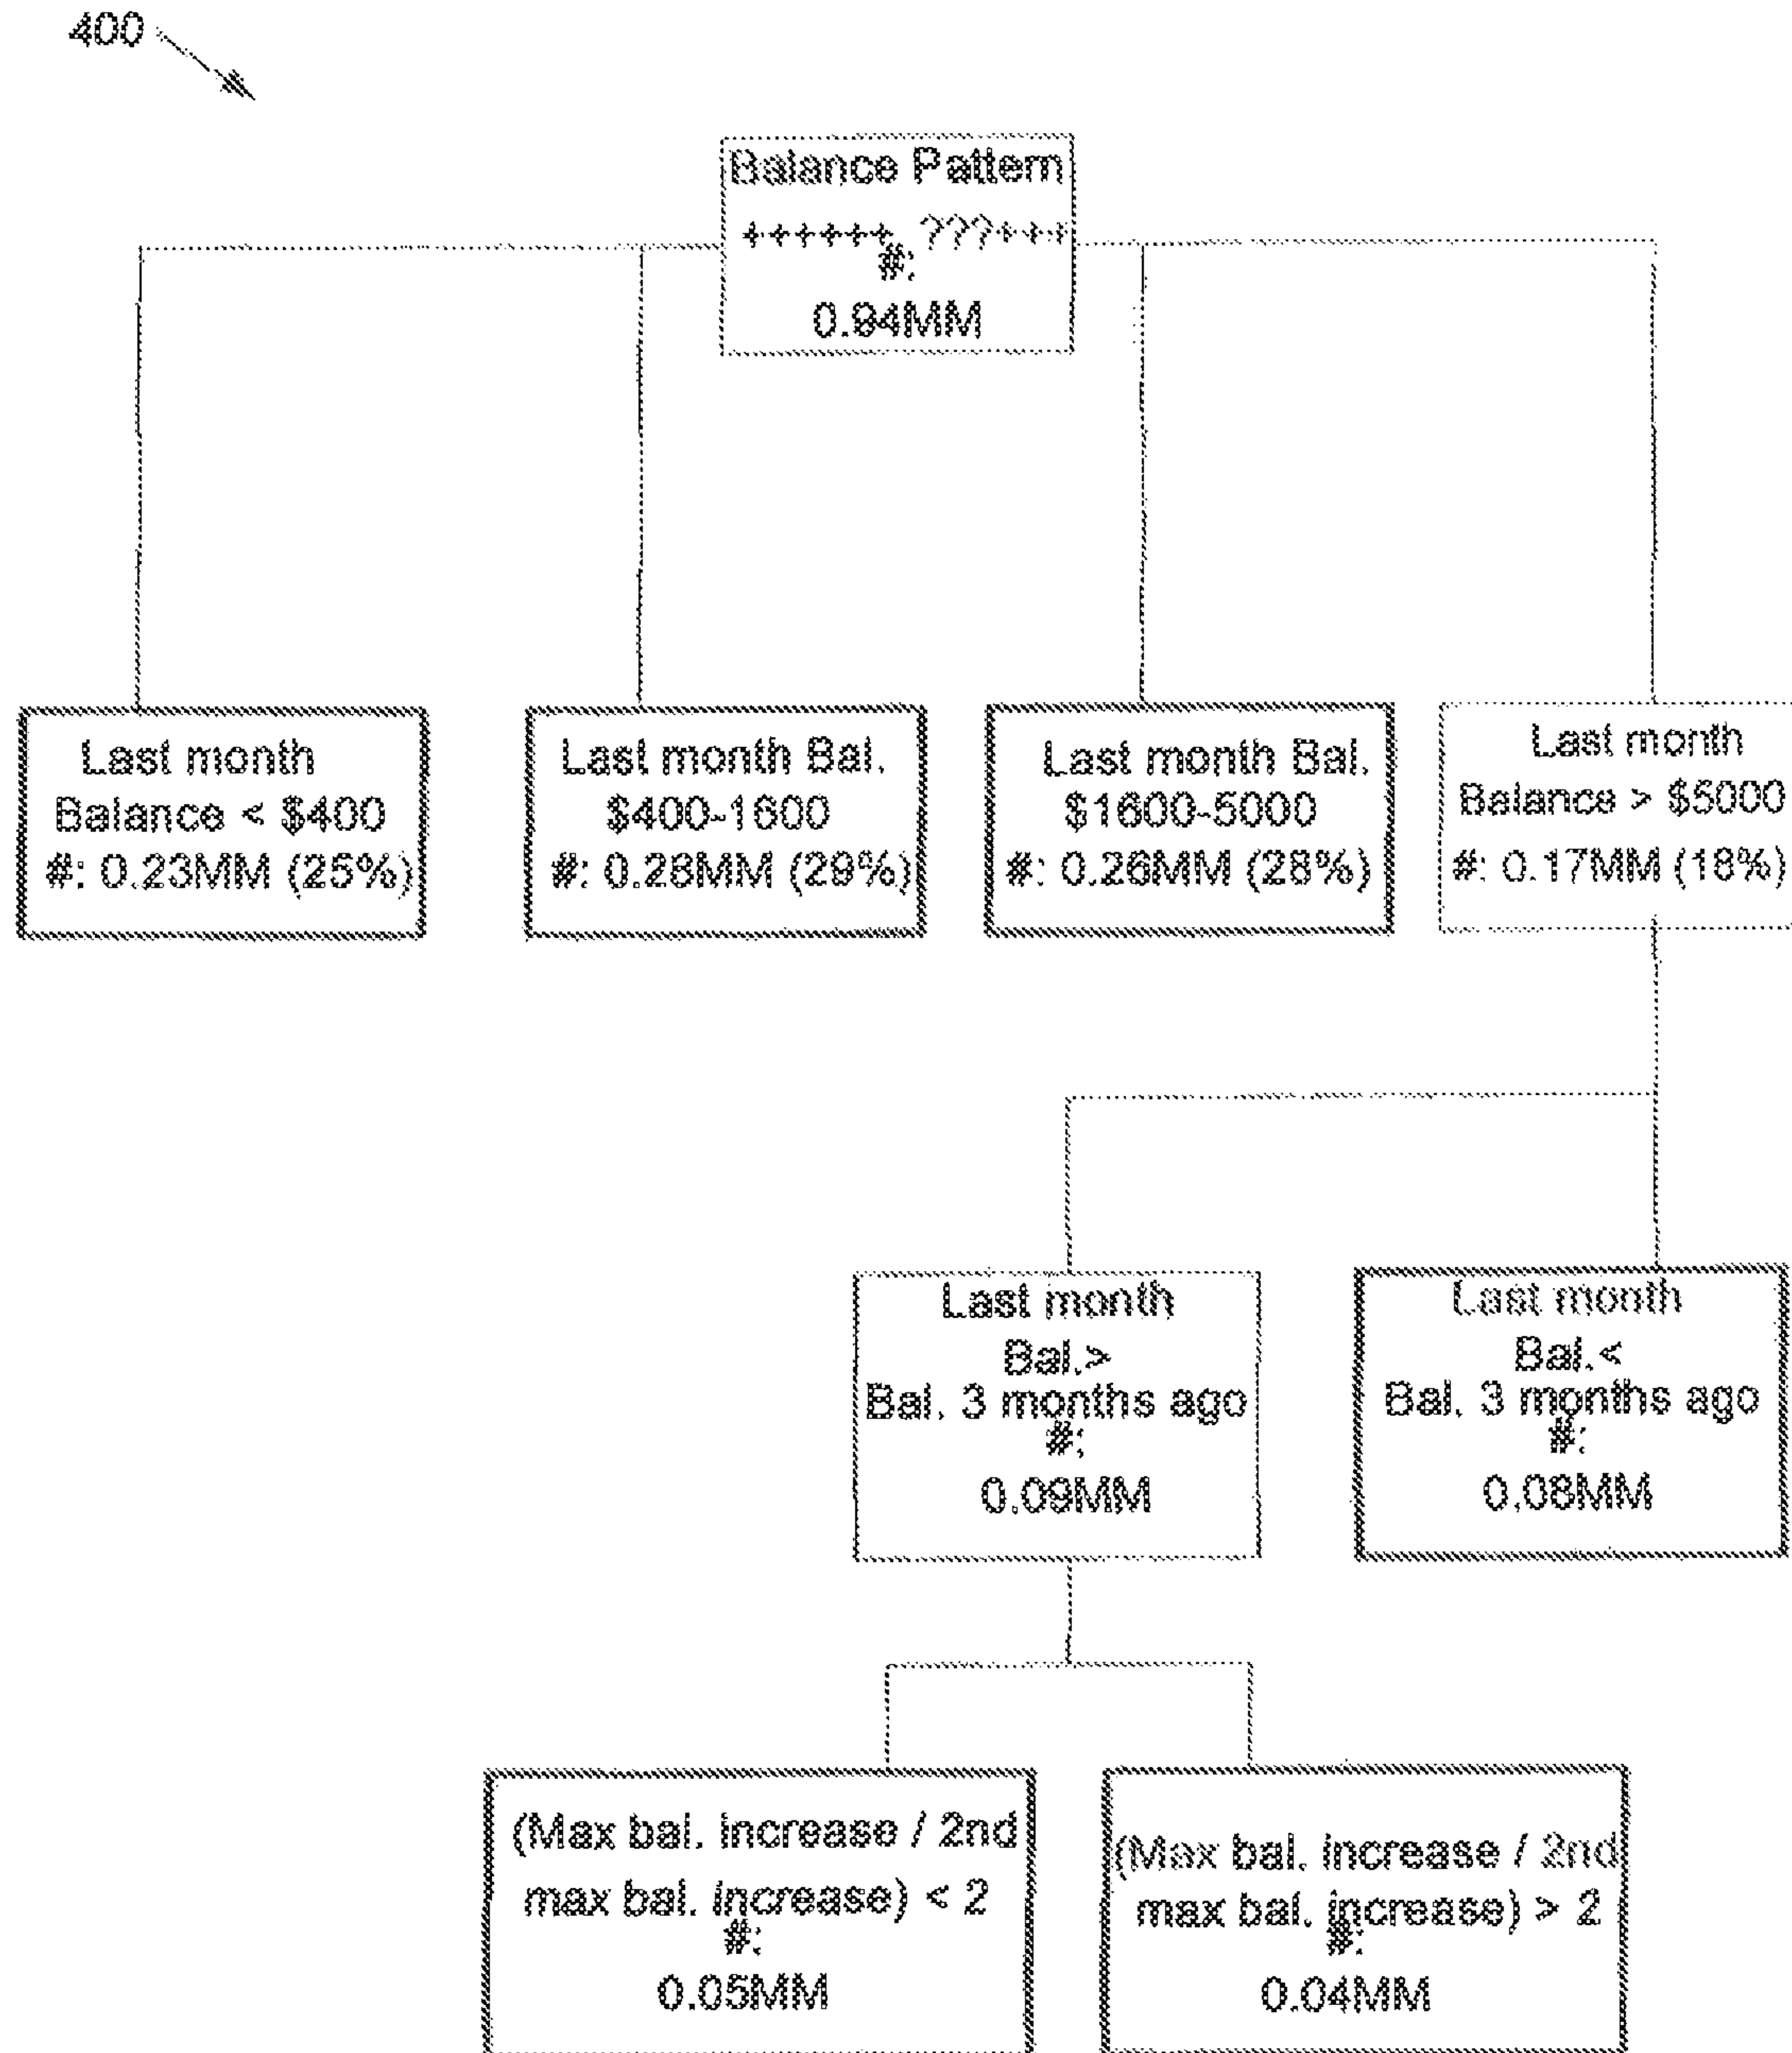 400
Balance Pattern
++++++, ???+++
#:
0.94MM
Last month
Balance < $400
#: 0.23MM (25%)
Last month Bal.
$400-1600
#: 0.28MM (29%)
Last month Bal.
$1600-5000
#: 0.26MM (28%)
Last month
Balance > $5000
#: 0.17MM (18%)
Last month
Bal.>
Bal. 3 months ago
#:
0.09MM
Last month
Bal.<
Bal. 3 months ago
#:
0.08MM
(Max bal. increase / 2nd
max bal. increase) < 2
#:
0.05MM
(Max bal. increase / 2nd
max bal. increase) > 2
#:
0.04MM